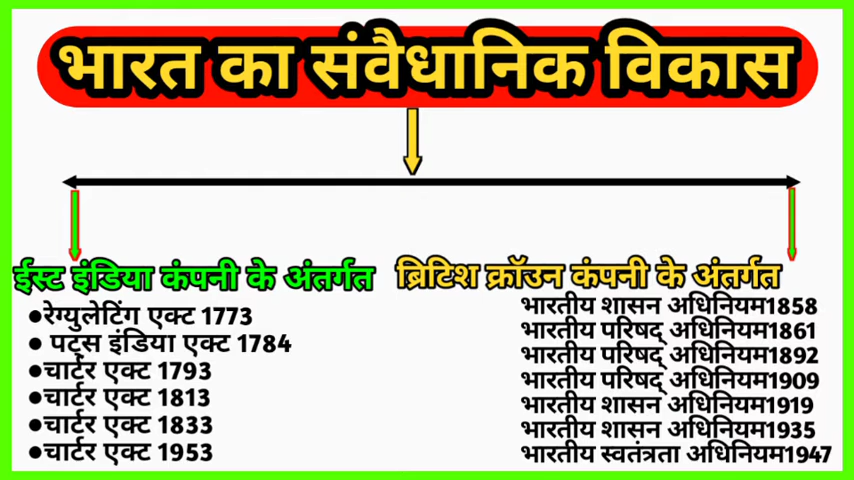 भारत का संवैधानिक विकास
ईस्ट इंडिया कंपनी के अंतर्गत
●रेग्युलेटिंग एक्ट 1773
● पट्स इंडिया एक्ट 1784
●चार्टर एक्ट 1793
●चार्टर एक्ट 1813
●चार्टर एक्ट 1833
●चार्टर एक्ट 1953
ब्रिटिश क्रॉउन कंपनी के अंतर्गत
भारतीय शासन अधिनियम1858
भारतीय परिषद् अधिनियम1861
भारतीय परिषद् अधिनियम1892
भारतीय परिषद् अधिनियम1909
भारतीय शासन अधिनियम1919
भारतीय शासन अधिनियम1935
भारतीय स्वतंत्रता अधिनियम1947